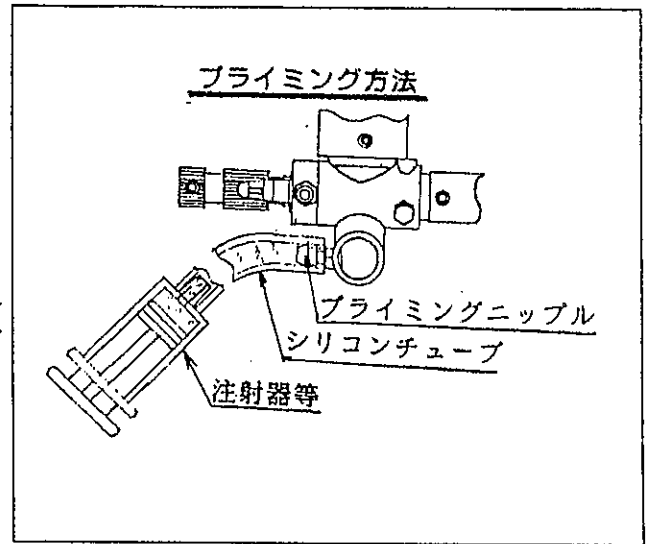 プライミング方法
プライミングニップル
シリコンチューブ
注射器等